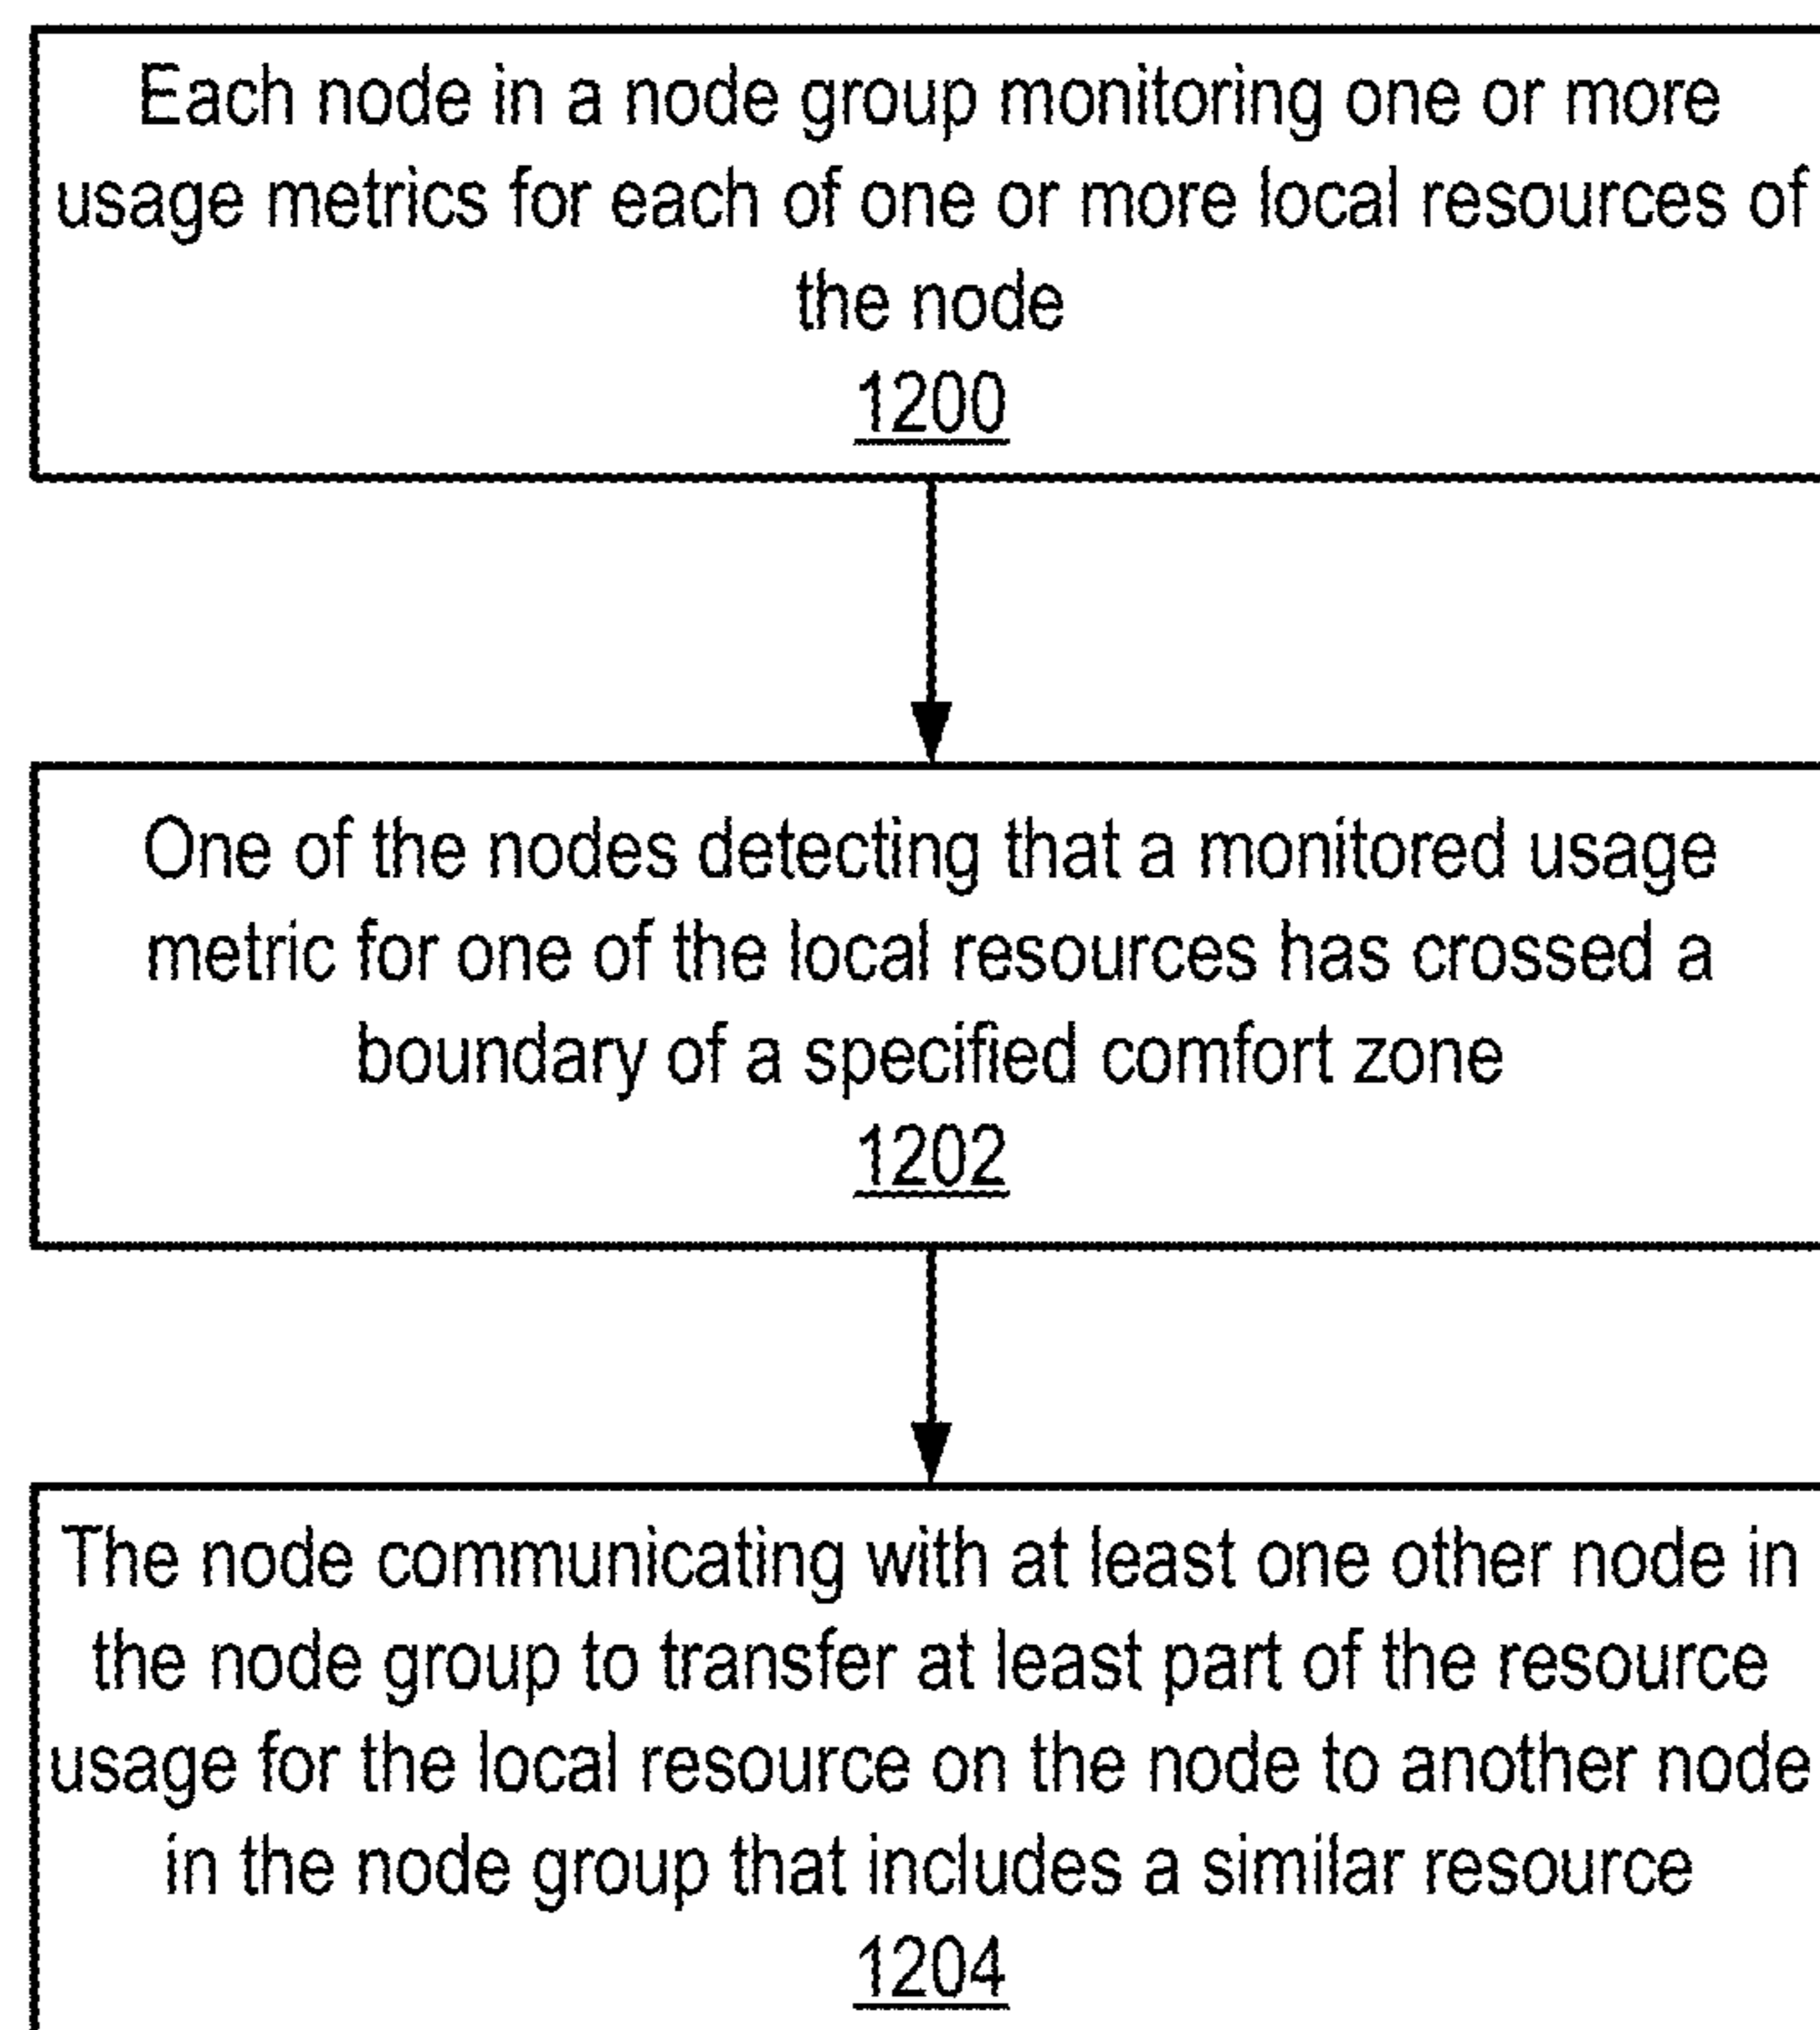 Each node in a node group monitoring one or more
usage metrics for each of one or more local resources of
the node
1200
One of the nodes detecting that a monitored usage
metric for one of the local resources has crossed a
boundary of a specified comfort zone
1202
The node communicating with at least one other node in
the node group to transfer at least part of the resource
usage for the local resource on the node to another node
in the node group that includes a similar resource
1204